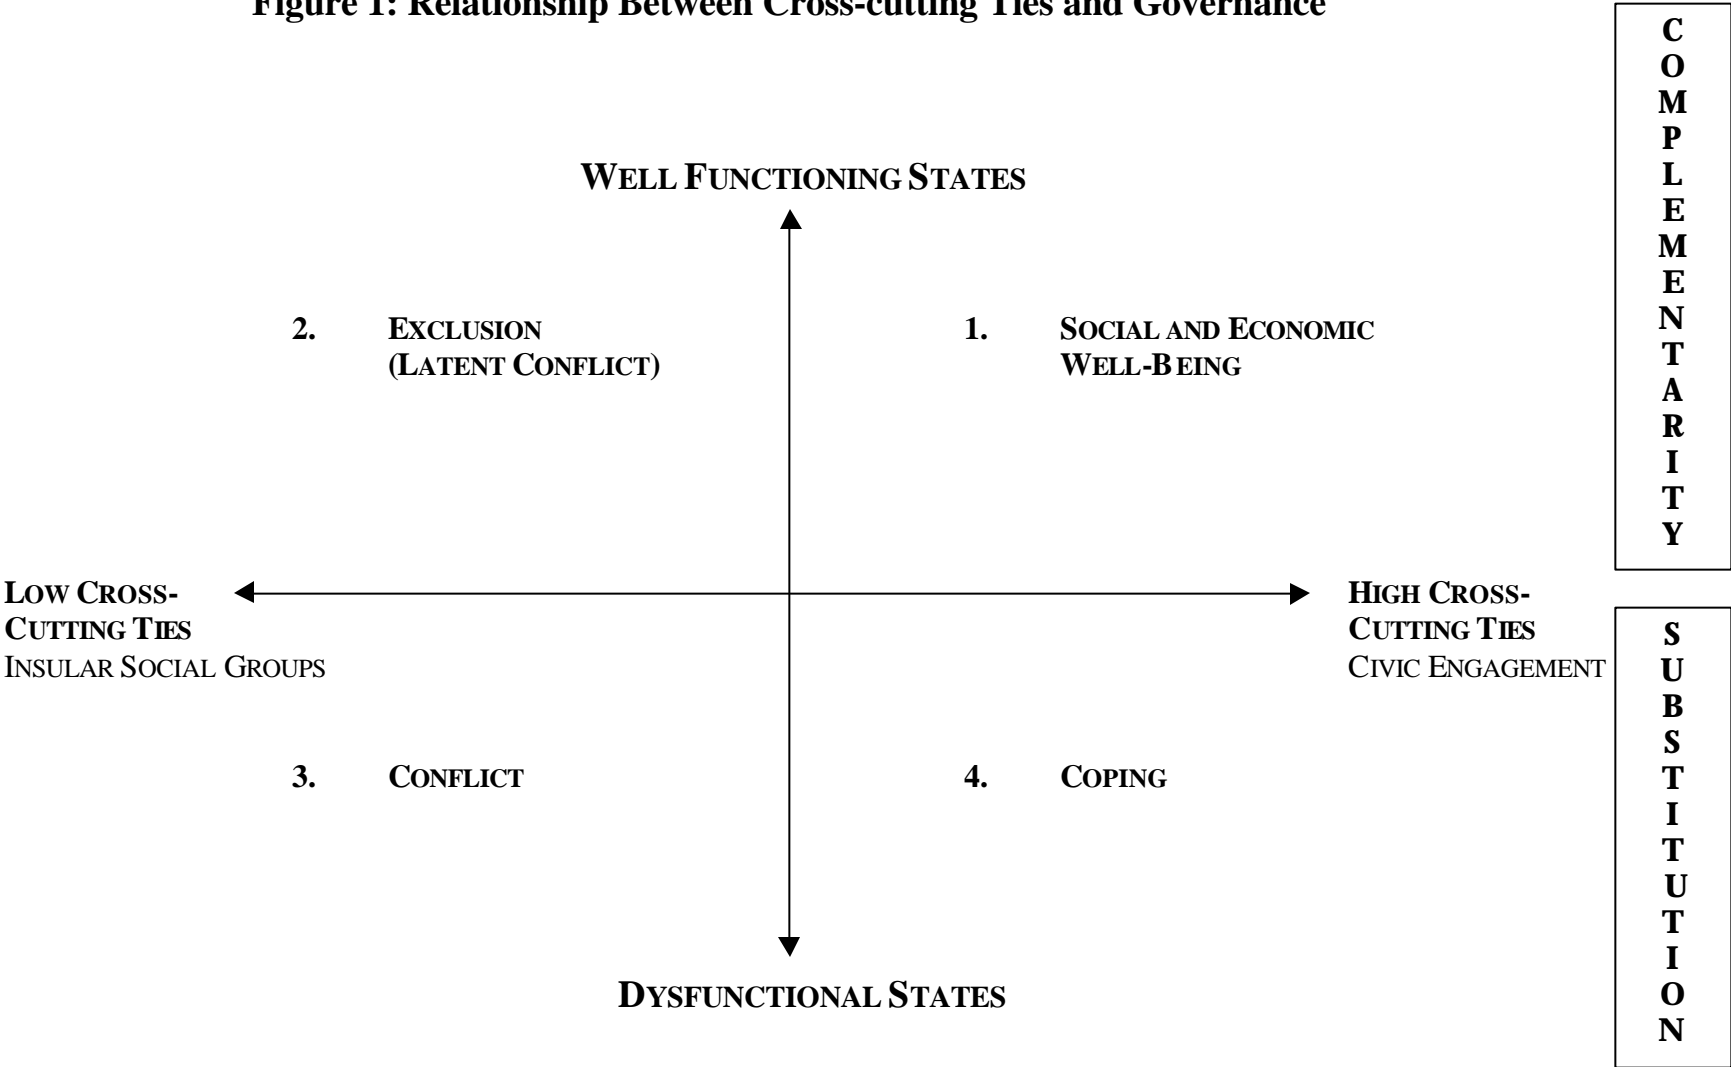 Figure 1: Relationship Between Cross-cutting Ties and Governance
WELL FUNCTIONING STATES
2. EXCLUSION
(LATENT CONFLICT)
1. SOCIAL AND ECONOMIC
WELL-BEING
LOW CROSS-
CUTTING TIES
INSULAR SOCIAL GROUPS
HIGH CROSS-
CUTTING TIES
CIVIC ENGAGEMENT
3. CONFLICT
4. COPING
DYSFUNCTIONAL STATES
COMPLEMENTARITY
SUBSTITUTION